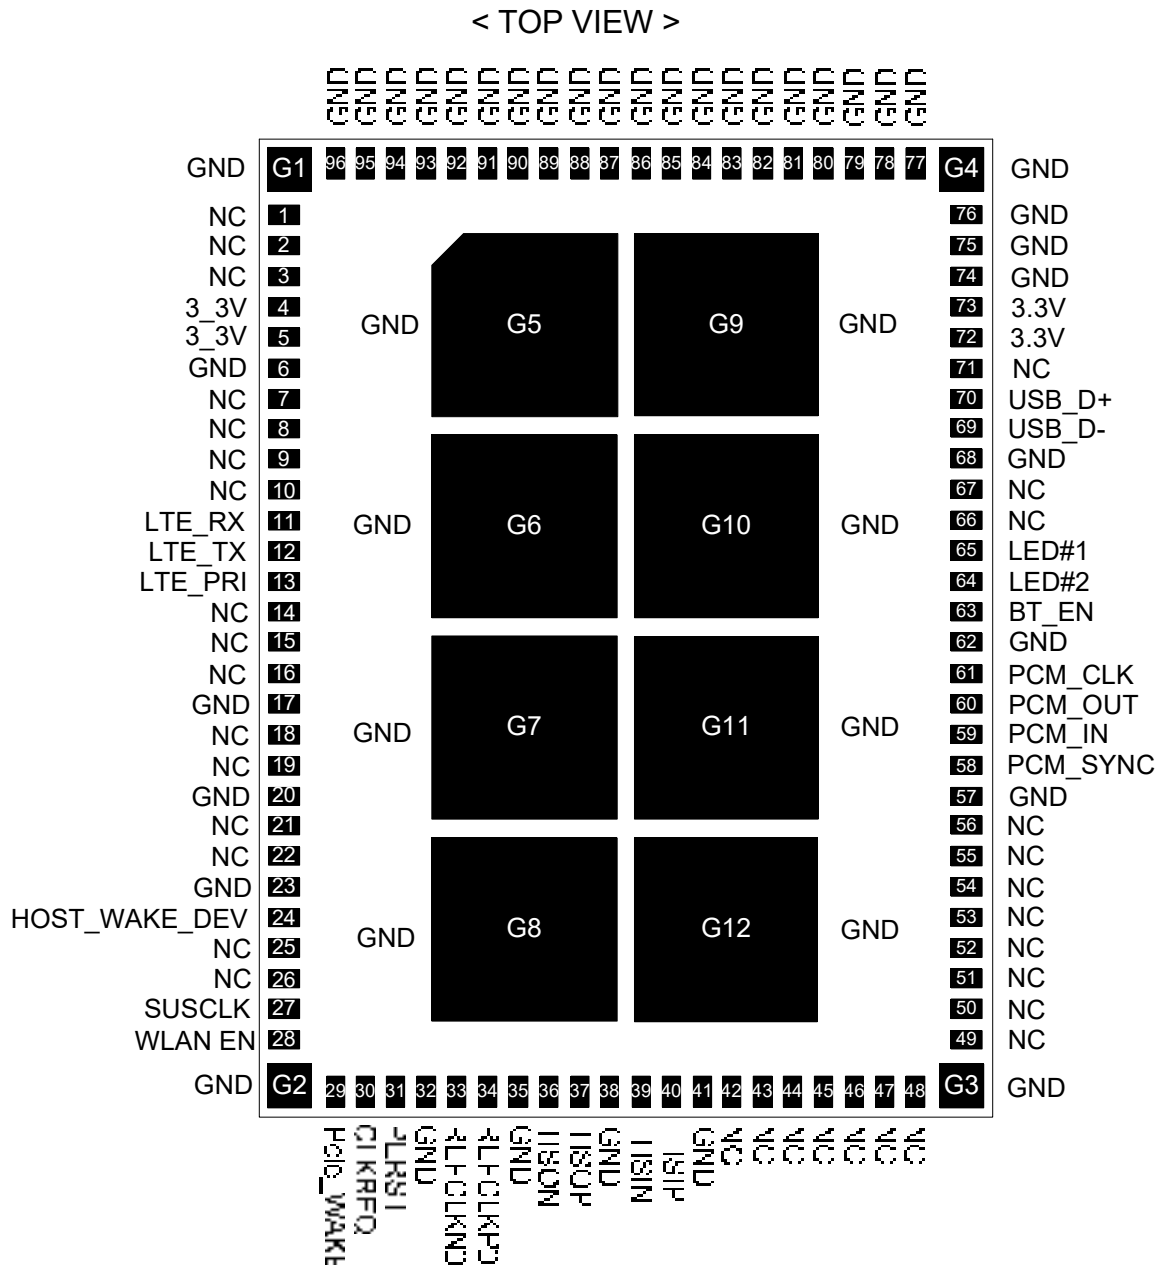 < TOP VIEW >
GND GND GND GND GND GND GND GND GND GND GND GND GND GND GND GND GND GND GND GND
GND G1 96 95 94 93 92 91 90 89 88 87 86 85 84 83 82 81 80 79 78 77 G4 GND
NC 1 76 GND
NC 2 75 GND
NC 3 74 GND
3_3V 4 73 3.3V
3_3V 5 72 3.3V
GND G5 G9 GND
GND 6 71 NC
NC 7 70 USB_D+
NC 8 69 USB_D-
NC 9 68 GND
NC 10 67 NC
LTE_RX 11 66 NC
GND G6 G10 GND
LTE_TX 12 65 LED#1
LTE_PRI 13 64 LED#2
NC 14 63 BT_EN
NC 15 62 GND
NC 16 61 PCM_CLK
GND 17 60 PCM_OUT
GND G7 G11 GND
NC 18 59 PCM_IN
NC 19 58 PCM_SYNC
GND 20 57 GND
NC 21 56 NC
NC 22 55 NC
GND 23 54 NC
HOST_WAKE_DEV 24 53 NC
GND G8 G12 GND
NC 25 52 NC
NC 26 51 NC
SUSCLK 27 50 NC
WLAN EN 28 49 NC
GND G2 29 30 31 32 33 34 35 36 37 38 39 40 41 42 43 44 45 46 47 48 G3 GND
GND GND GND GND NC NC NC NC NC NC NC